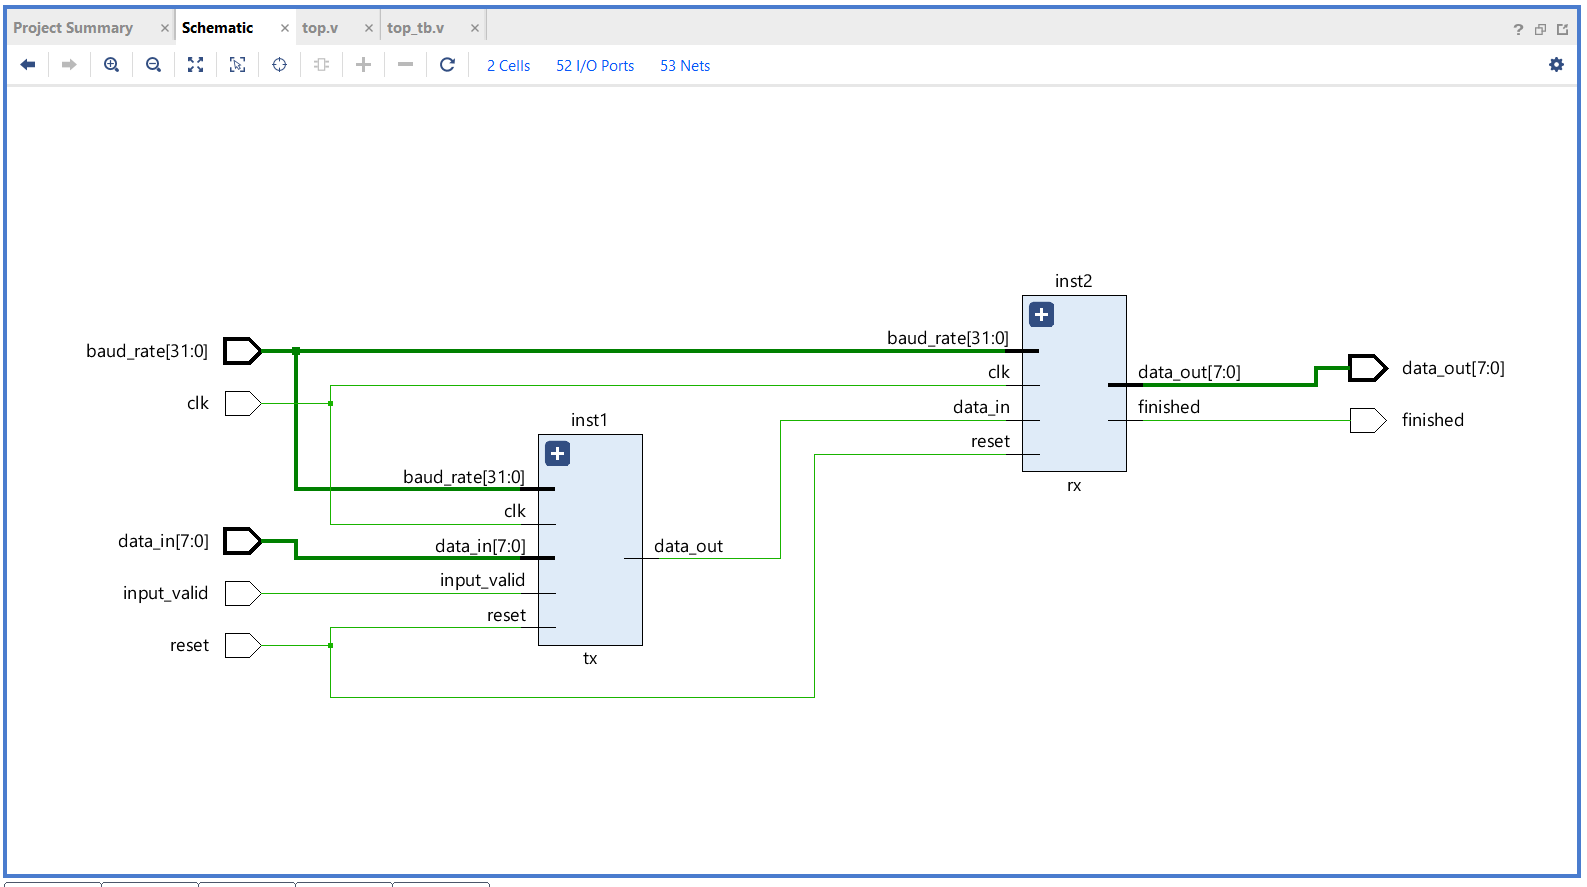 Project Summary × Schematic × top.v × top_tb.v ×
?
2 Cells 52 I/O Ports 53 Nets
inst2
baud_rate[31:0]
baud_rate[31:0]
clk
data_out[7:0]
data_out[7:0]
clk
data_in
finished
finished
inst1
reset
baud_rate[31:0]
rx
clk
data_in[7:0]
data_in[7:0]
data_out
input_valid
input_valid
reset
reset
tx